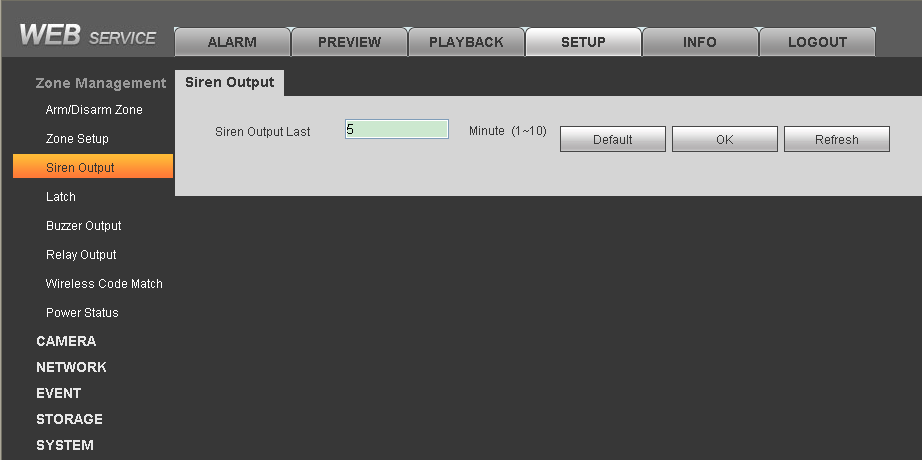 WEB SERVICE
ALARM PREVIEW PLAYBACK SETUP INFO LOGOUT
Zone Management
Arm/Disarm Zone
Zone Setup
Siren Output
Latch
Buzzer Output
Relay Output
Wireless Code Match
Power Status
CAMERA
NETWORK
EVENT
STORAGE
SYSTEM
Siren Output
Siren Output Last 5 Minute (1~10) Default OK Refresh